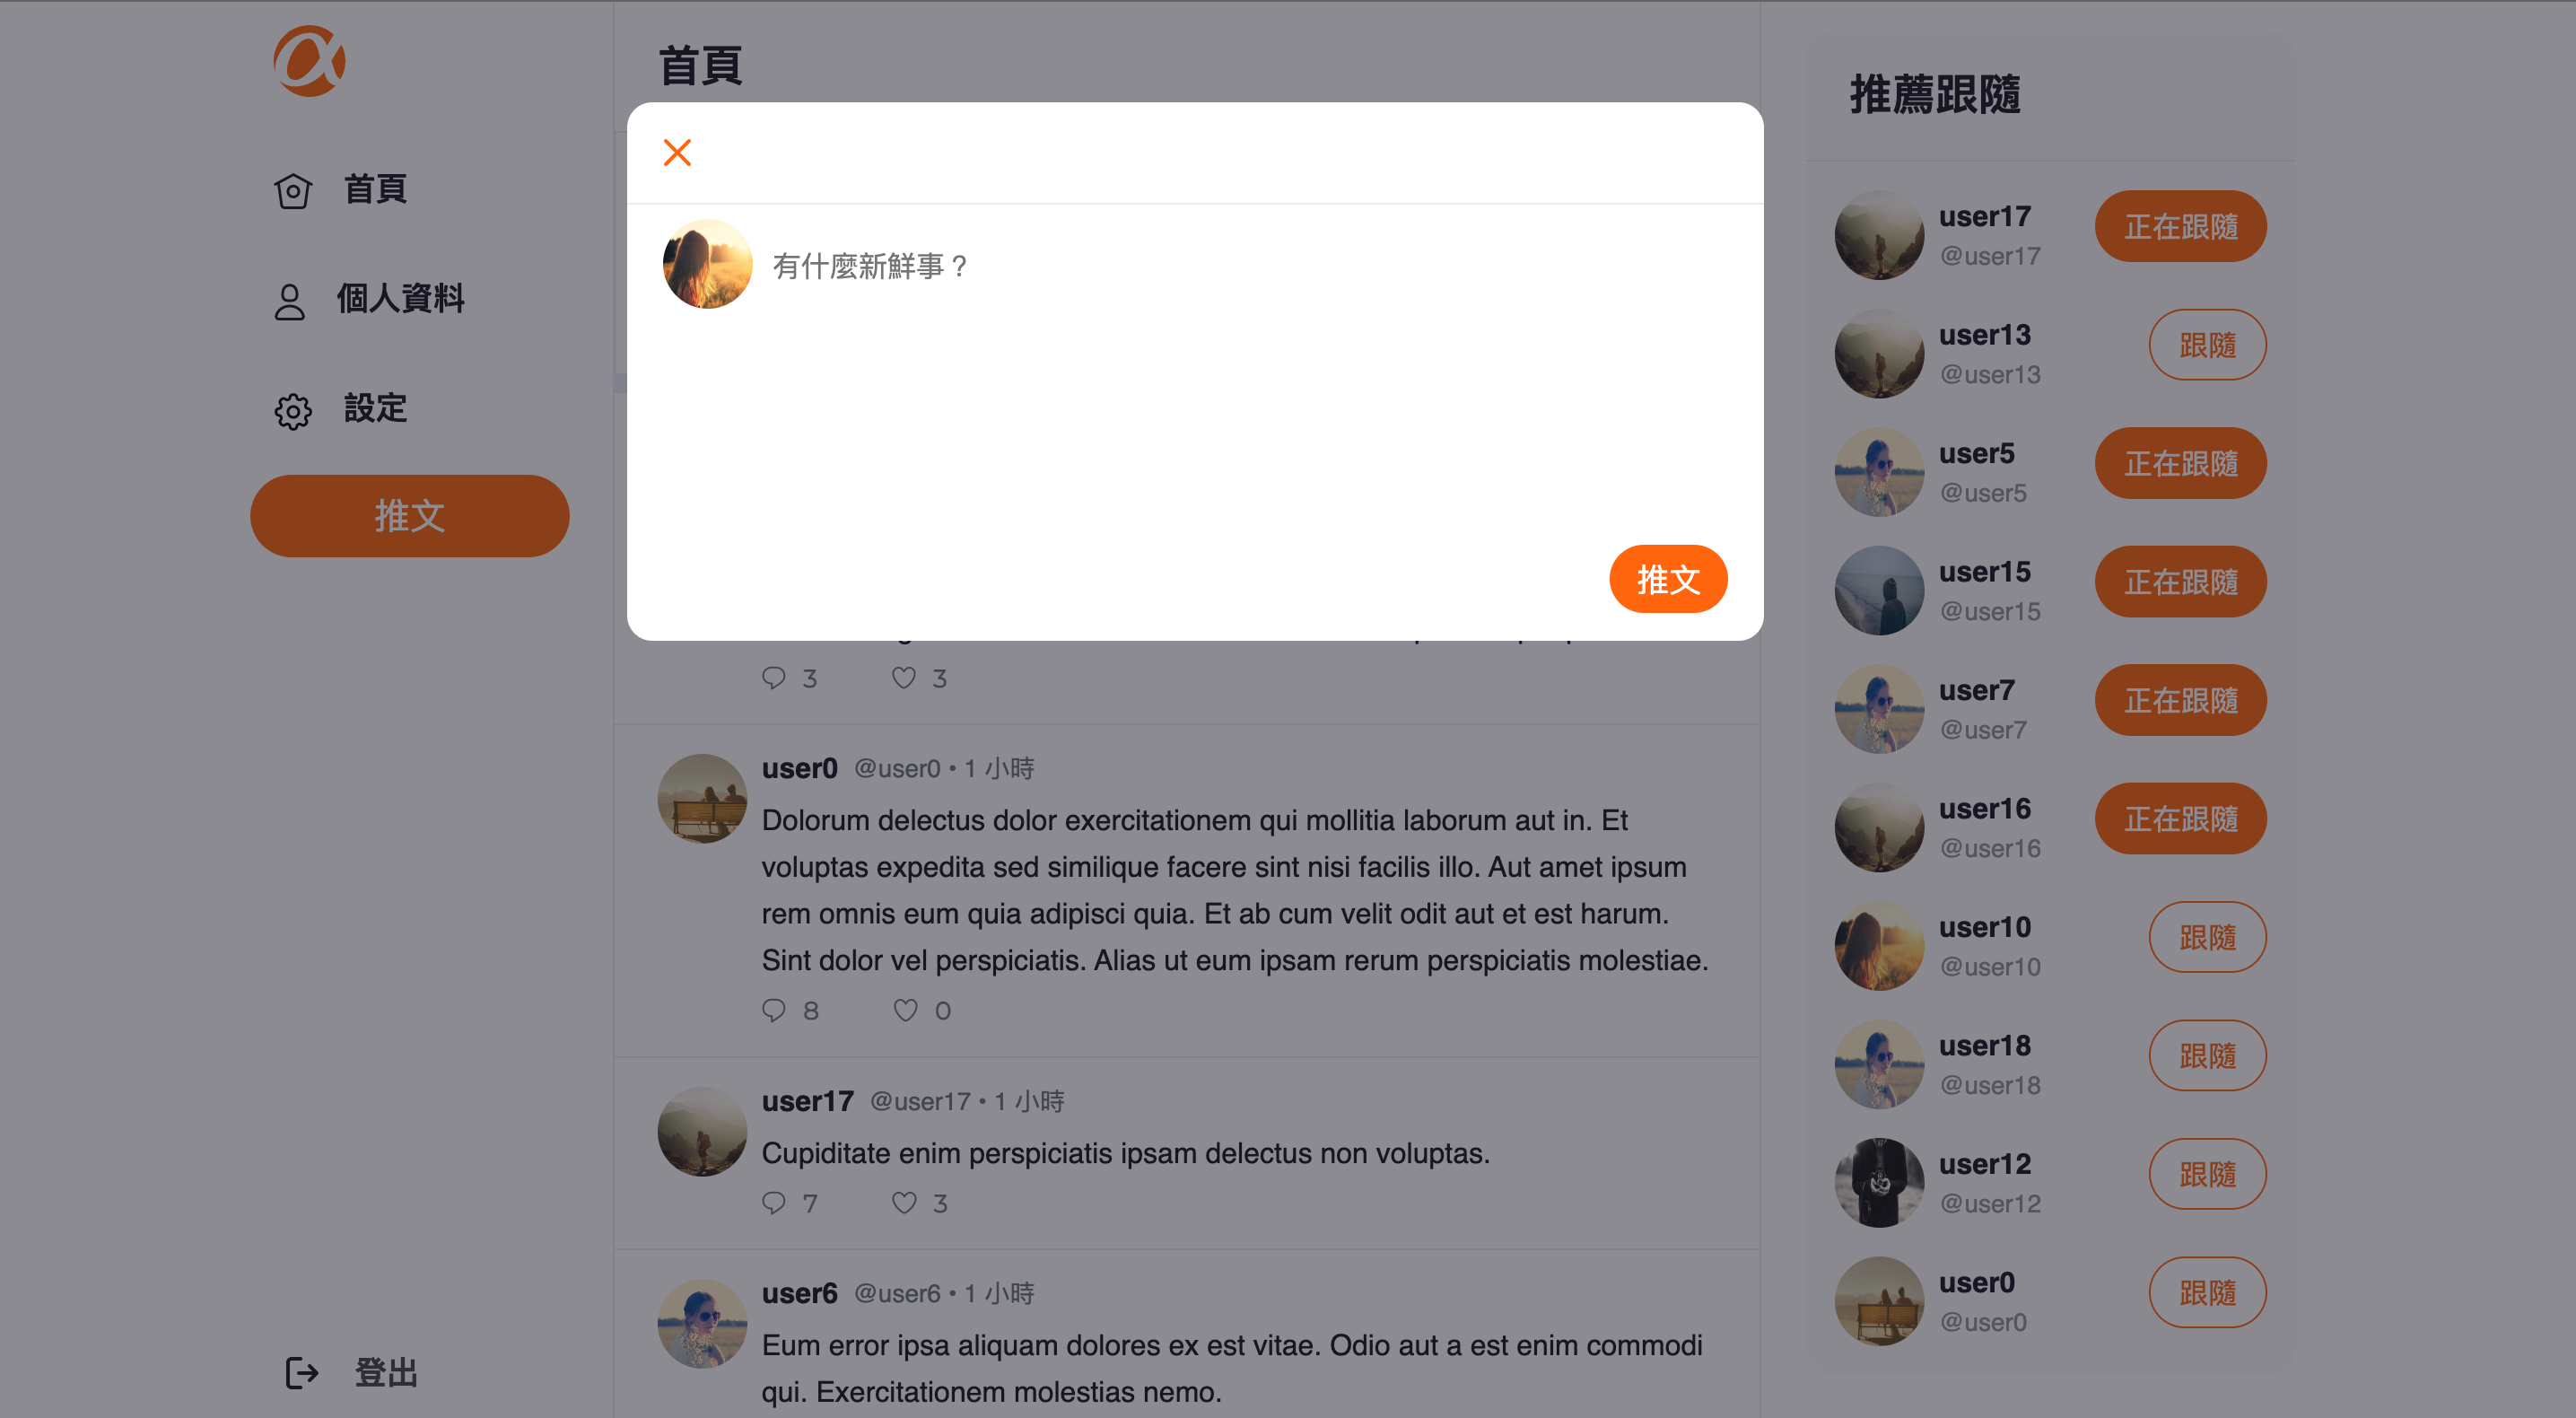 首頁
個人資料
設定
推文
登出
首頁
有什麼新鮮事？
推文
3 3
user0 @user0 • 1 小時
Dolorum delectus dolor exercitationem qui mollitia laborum aut in. Et
voluptas expedita sed similique facere sint nisi facilis illo. Aut amet ipsum
rem omnis eum quia adipisci quia. Et ab cum velit odit aut et est harum.
Sint dolor vel perspiciatis. Alias ut eum ipsam rerum perspiciatis molestiae.
8 0
user17 @user17 • 1 小時
Cupiditate enim perspiciatis ipsam delectus non voluptas.
7 3
user6 @user6 • 1 小時
Eum error ipsa aliquam dolores ex est vitae. Odio aut a est enim commodi
qui. Exercitationem molestias nemo.
推薦跟隨
user17
@user17
正在跟隨
user13
@user13
跟隨
user5
@user5
正在跟隨
user15
@user15
正在跟隨
user7
@user7
正在跟隨
user16
@user16
正在跟隨
user10
@user10
跟隨
user18
@user18
跟隨
user12
@user12
跟隨
user0
@user0
跟隨